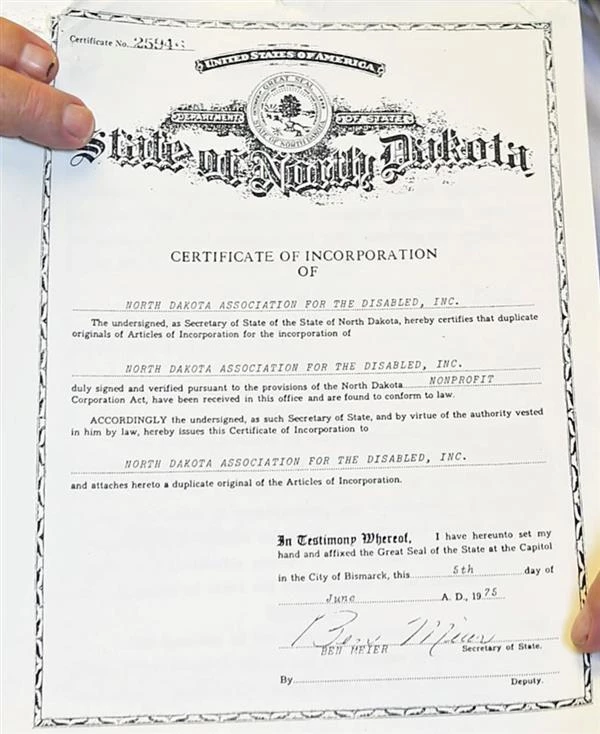 Certificate No. 25946
UNITED STATES OF AMERICA
GREAT SEAL
STATE OF NORTH DAKOTA
DEPARTMENT OF STATE
State of North Dakota
CERTIFICATE OF INCORPORATION
OF
NORTH DAKOTA ASSOCIATION FOR THE DISABLED, INC.
The undersigned, as Secretary of State of the State of North Dakota, hereby certifies that duplicate
originals of Articles of Incorporation for the incorporation of
NORTH DAKOTA ASSOCIATION FOR THE DISABLED, INC.
duly signed and verified pursuant to the provisions of the North Dakota NONPROFIT
Corporation Act, have been received in this office and are found to conform to law.
ACCORDINGLY the undersigned, as such Secretary of State, and by virtue of the authority vested
in him by law, hereby issues this Certificate of Incorporation to
NORTH DAKOTA ASSOCIATION FOR THE DISABLED, INC.
and attaches hereto a duplicate original of the Articles of Incorporation.
In Testimony Whereof, I have hereunto set my
hand and affixed the Great Seal of the State at the Capitol
in the City of Bismarck, this 5th day of
June A. D., 1975
Ben Meier
BEN MEIER Secretary of State.
By Deputy.